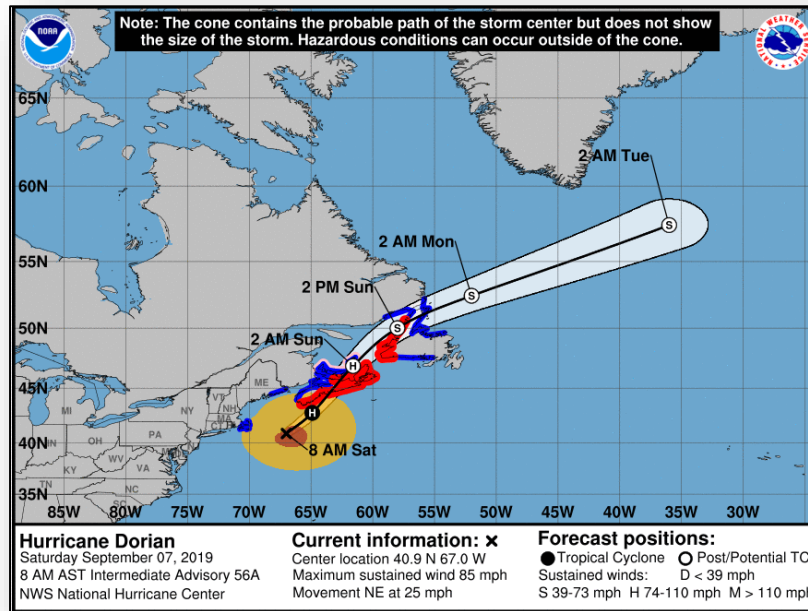 Note: The cone contains the probable path of the storm center but does not show
the size of the storm. Hazardous conditions can occur outside of the cone.
NOAA
NATIONAL WEATHER SERVICE
65N
60N
55N
50N
45N
40N
35N
2 AM Tue
2 AM Mon
2 PM Sun
2 AM Sun
8 AM Sat
S
S
S
H
H
ME
VT
NH
MA
NY
MI
PA
OH
IN
WV
KY
VA
TN
NC
SC
85W 80W 75W 70W 65W 60W 55W 50W 45W 40W 35W 30W
Hurricane Dorian
Saturday September 07, 2019
8 AM AST Intermediate Advisory 56A
NWS National Hurricane Center
Current information: ×
Center location 40.9 N 67.0 W
Maximum sustained wind 85 mph
Movement NE at 25 mph
Forecast positions:
Tropical Cyclone Post/Potential TC
Sustained winds: D < 39 mph
S 39-73 mph H 74-110 mph M > 110 mph